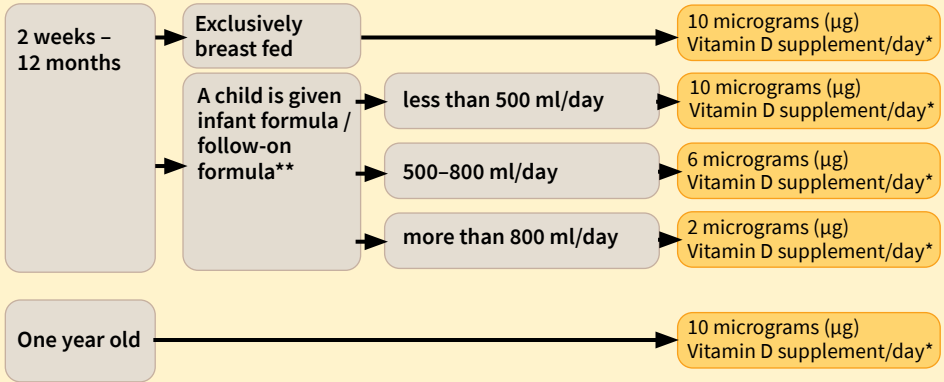 2 weeks –
12 months
Exclusively
breast fed
10 micrograms (µg)
Vitamin D supplement/day*
A child is given
infant formula /
follow-on
formula**
less than 500 ml/day
10 micrograms (µg)
Vitamin D supplement/day*
500–800 ml/day
6 micrograms (µg)
Vitamin D supplement/day*
more than 800 ml/day
2 micrograms (µg)
Vitamin D supplement/day*
One year old
10 micrograms (µg)
Vitamin D supplement/day*